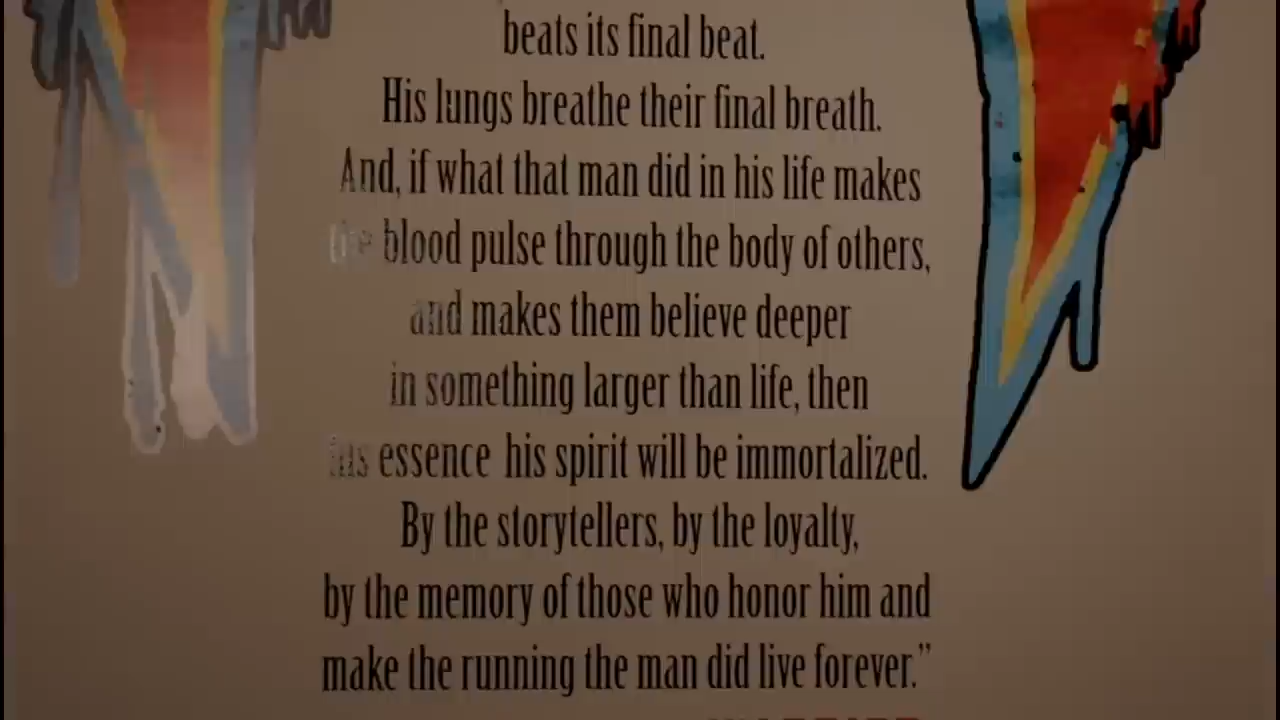 beats its final beat.
His lungs breathe their final breath.
And, if what that man did in his life makes
the blood pulse through the body of others,
and makes them believe deeper
in something larger than life, then
his essence his spirit will be immortalized.
By the storytellers, by the loyalty,
by the memory of those who honor him and
make the running the man did live forever.”